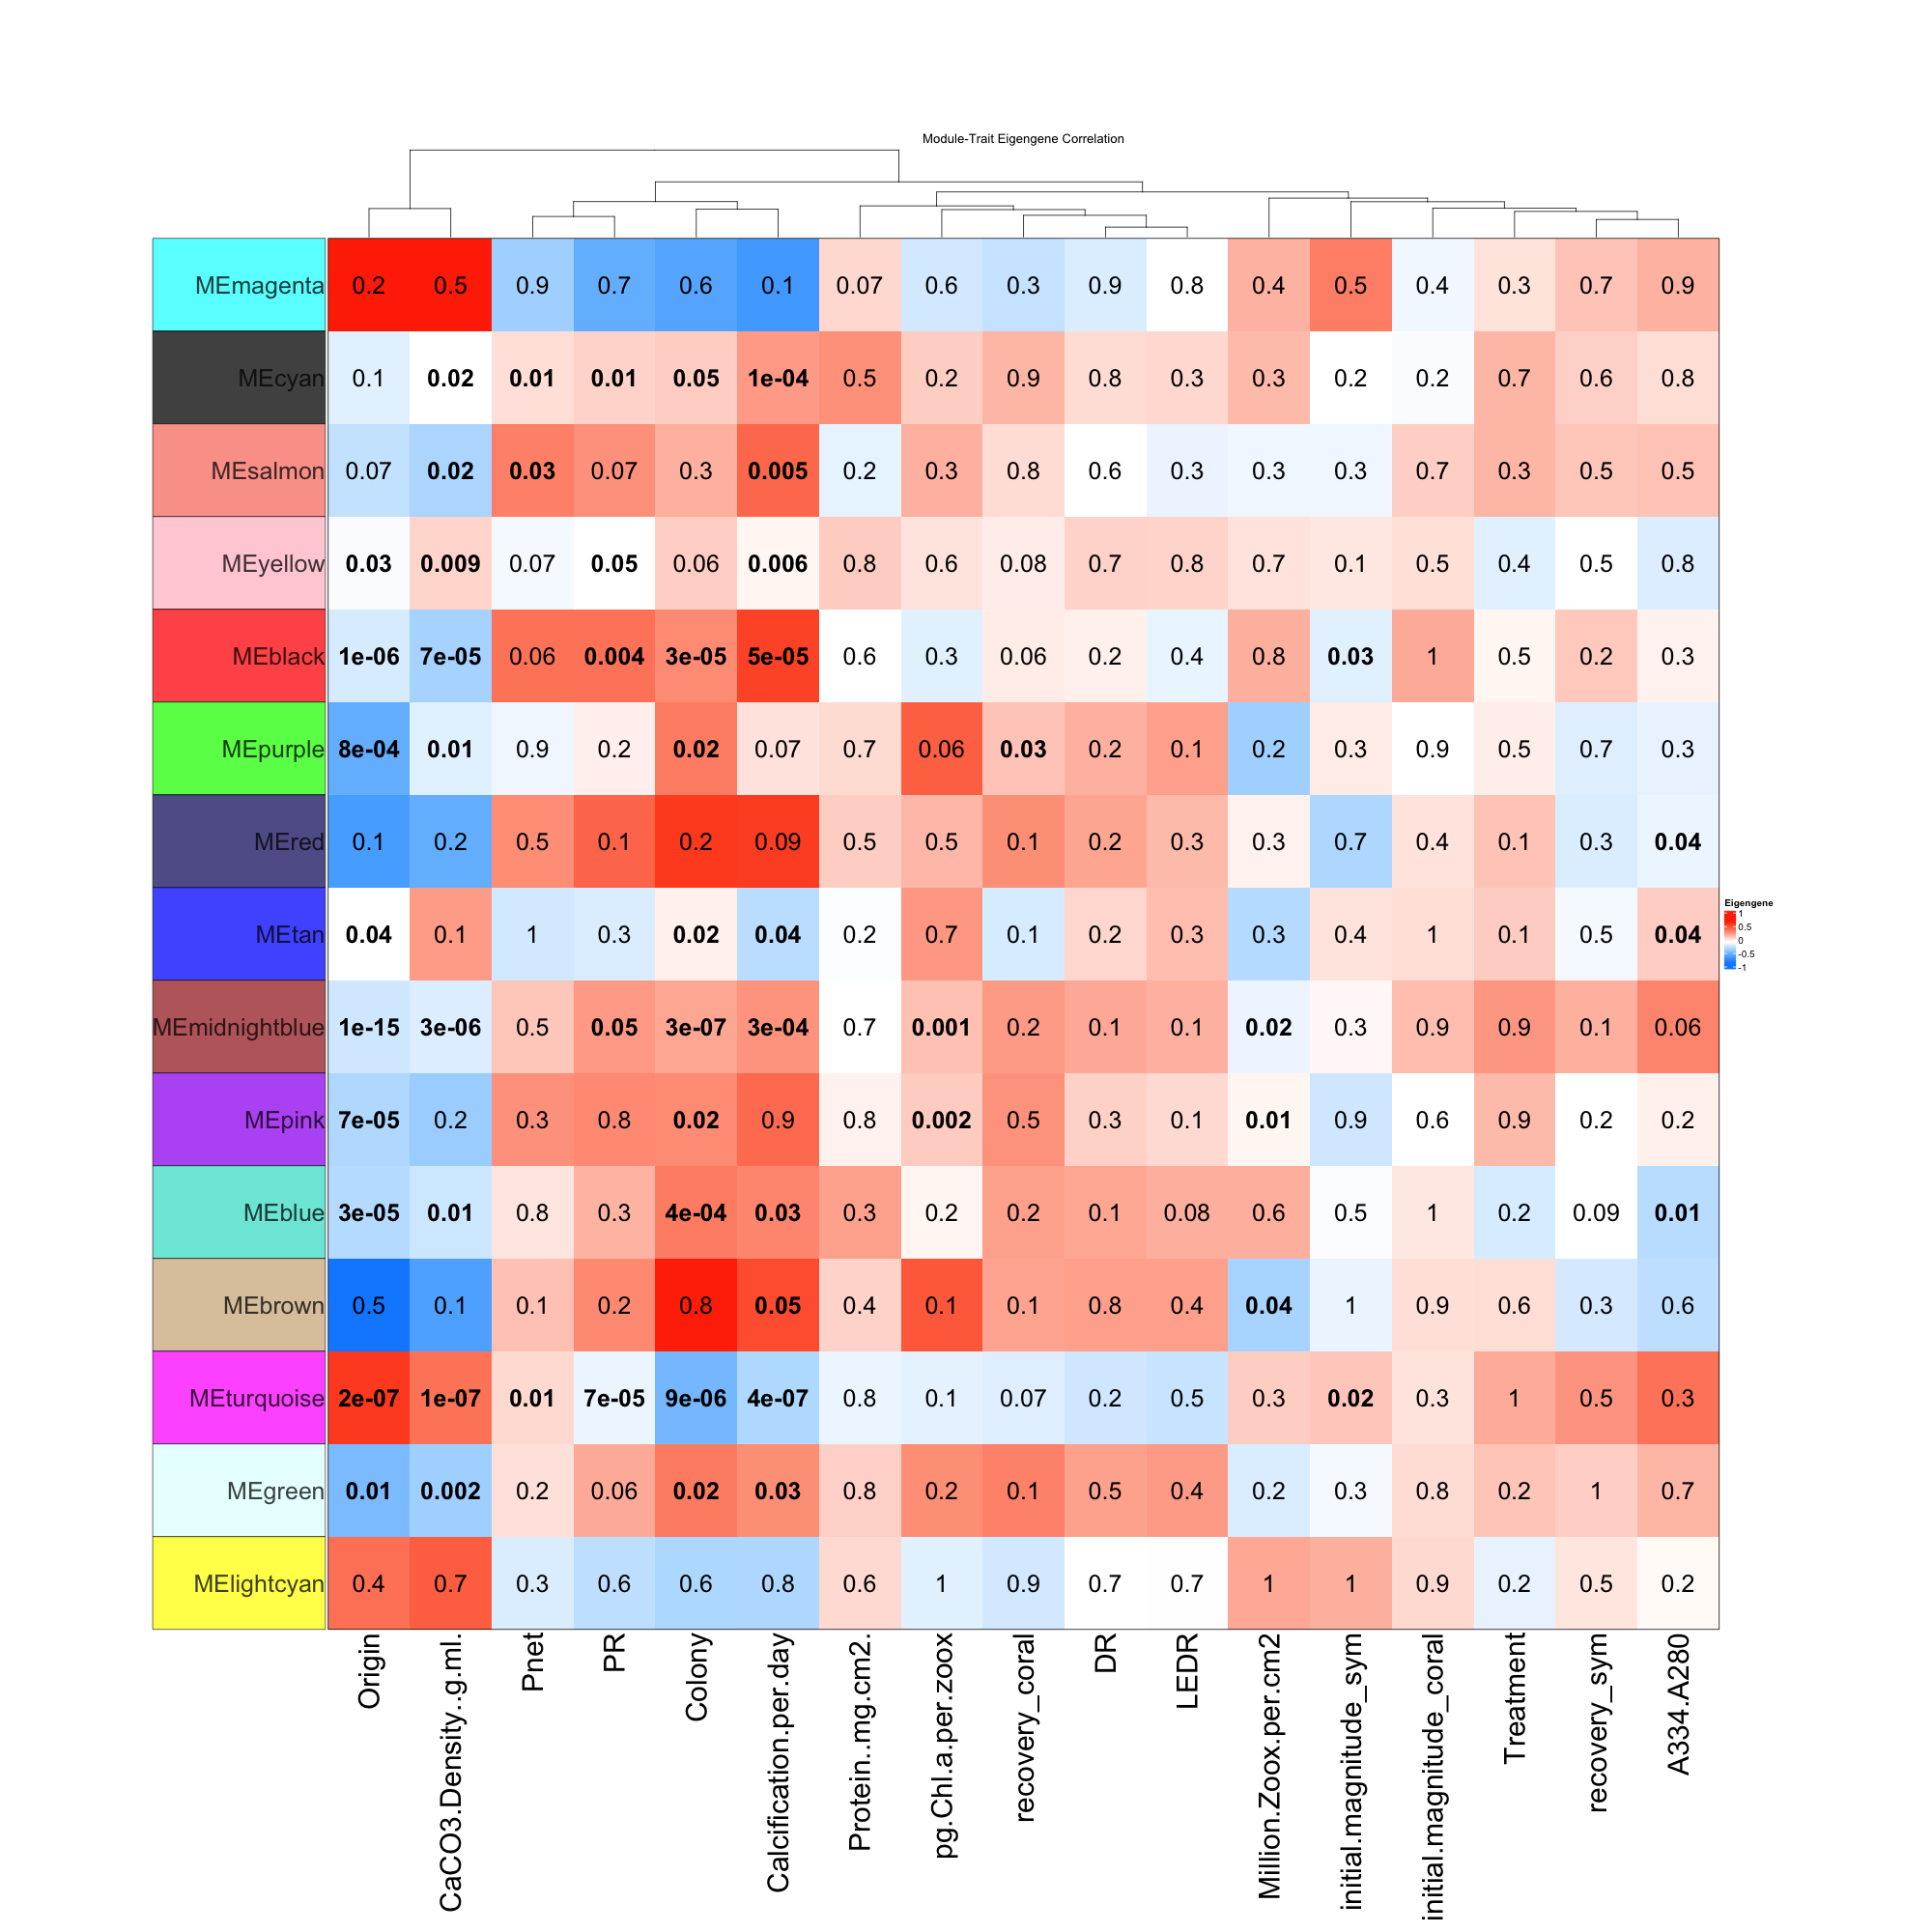 Module-Trait Eigengene Correlation
MEmagenta 0.2 0.5 0.9 0.7 0.6 0.1 0.07 0.6 0.3 0.9 0.8 0.4 0.5 0.4 0.3 0.7 0.9
MEcyan 0.1 0.02 0.01 0.01 0.05 1e-04 0.5 0.2 0.9 0.8 0.3 0.3 0.2 0.2 0.7 0.6 0.8
MEsalmon 0.07 0.02 0.03 0.07 0.3 0.005 0.2 0.3 0.8 0.6 0.3 0.3 0.3 0.7 0.3 0.5 0.5
MEyellow 0.03 0.009 0.07 0.05 0.06 0.006 0.8 0.6 0.08 0.7 0.8 0.7 0.1 0.5 0.4 0.5 0.8
MEblack 1e-06 7e-05 0.06 0.004 3e-05 5e-05 0.6 0.3 0.06 0.2 0.4 0.8 0.03 1 0.5 0.2 0.3
MEpurple 8e-04 0.01 0.9 0.2 0.02 0.07 0.7 0.06 0.03 0.2 0.1 0.2 0.3 0.9 0.5 0.7 0.3
MEred 0.1 0.2 0.5 0.1 0.2 0.09 0.5 0.5 0.1 0.2 0.3 0.3 0.7 0.4 0.1 0.3 0.04
MEtan 0.04 0.1 1 0.3 0.02 0.04 0.2 0.7 0.1 0.2 0.3 0.3 0.4 1 0.1 0.5 0.04
MEmidnightblue 1e-15 3e-06 0.5 0.05 3e-07 3e-04 0.7 0.001 0.2 0.1 0.1 0.02 0.3 0.9 0.9 0.1 0.06
MEpink 7e-05 0.2 0.3 0.8 0.02 0.9 0.8 0.002 0.5 0.3 0.1 0.01 0.9 0.6 0.9 0.2 0.2
MEblue 3e-05 0.01 0.8 0.3 4e-04 0.03 0.3 0.2 0.2 0.1 0.08 0.6 0.5 1 0.2 0.09 0.01
MEbrown 0.5 0.1 0.1 0.2 0.8 0.05 0.4 0.1 0.1 0.8 0.4 0.04 1 0.9 0.6 0.3 0.6
MEturquoise 2e-07 1e-07 0.01 7e-05 9e-06 4e-07 0.8 0.1 0.07 0.2 0.5 0.3 0.02 0.3 1 0.5 0.3
MEgreen 0.01 0.002 0.2 0.06 0.02 0.03 0.8 0.2 0.1 0.5 0.4 0.2 0.3 0.8 0.2 1 0.7
MElightcyan 0.4 0.7 0.3 0.6 0.6 0.8 0.6 1 0.9 0.7 0.7 1 1 0.9 0.2 0.5 0.2
Origin
CaCO3.Density..g.ml.
Pnet
PR
Colony
Calcification.per.day
Protein..mg.cm2.
pg.Chl.a.per.zoox
recovery_coral
DR
LEDR
Million.Zoox.per.cm2
initial.magnitude_sym
initial.magnitude_coral
Treatment
recovery_sym
A334.A280
Eigengene
1
0.5
0
-0.5
-1